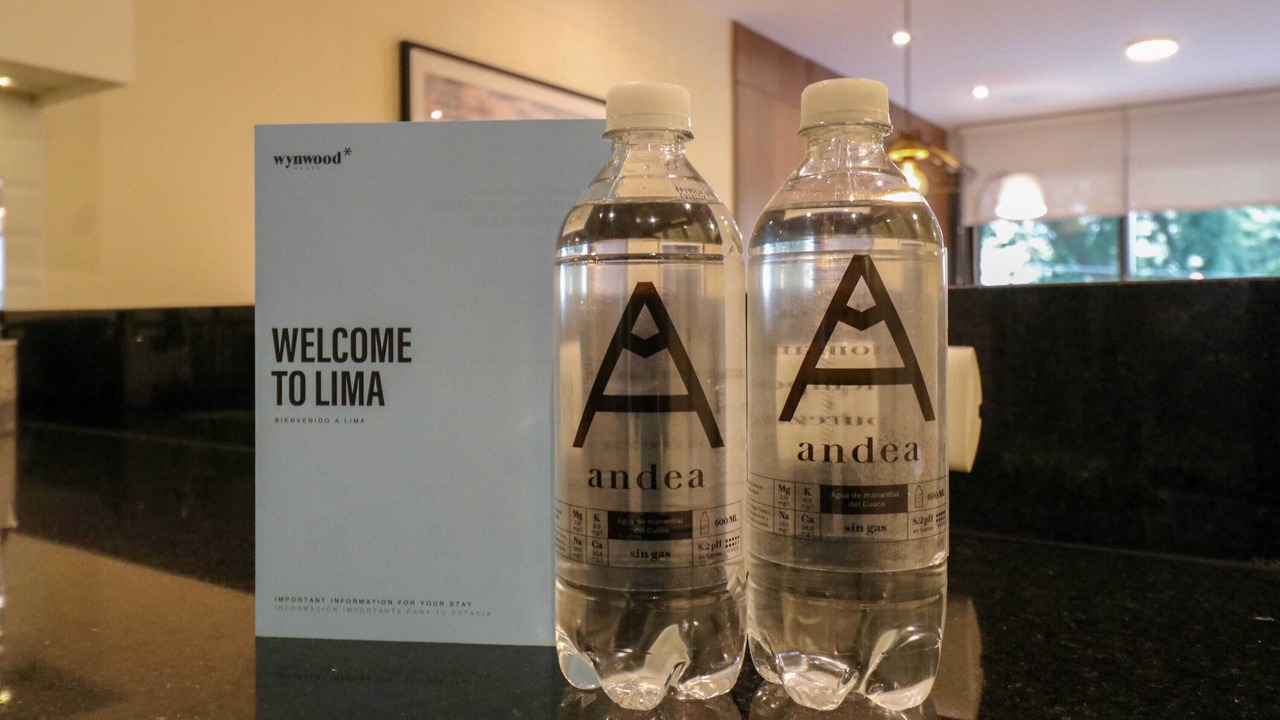 wynwood*
WELCOME
TO LIMA
BIENVENIDO A LIMA
IMPORTANT INFORMATION FOR YOUR STAY
INFORMACIÓN IMPORTANTE PARA TU ESTADÍA
A
andea
Mg
K
Agua de manantial
del Cusco
600 ML
Na
Ca
sin gas
8.2 pH
A
andea
Mg
K
Agua de manantial
del Cusco
600 ML
Na
Ca
sin gas
8.2 pH